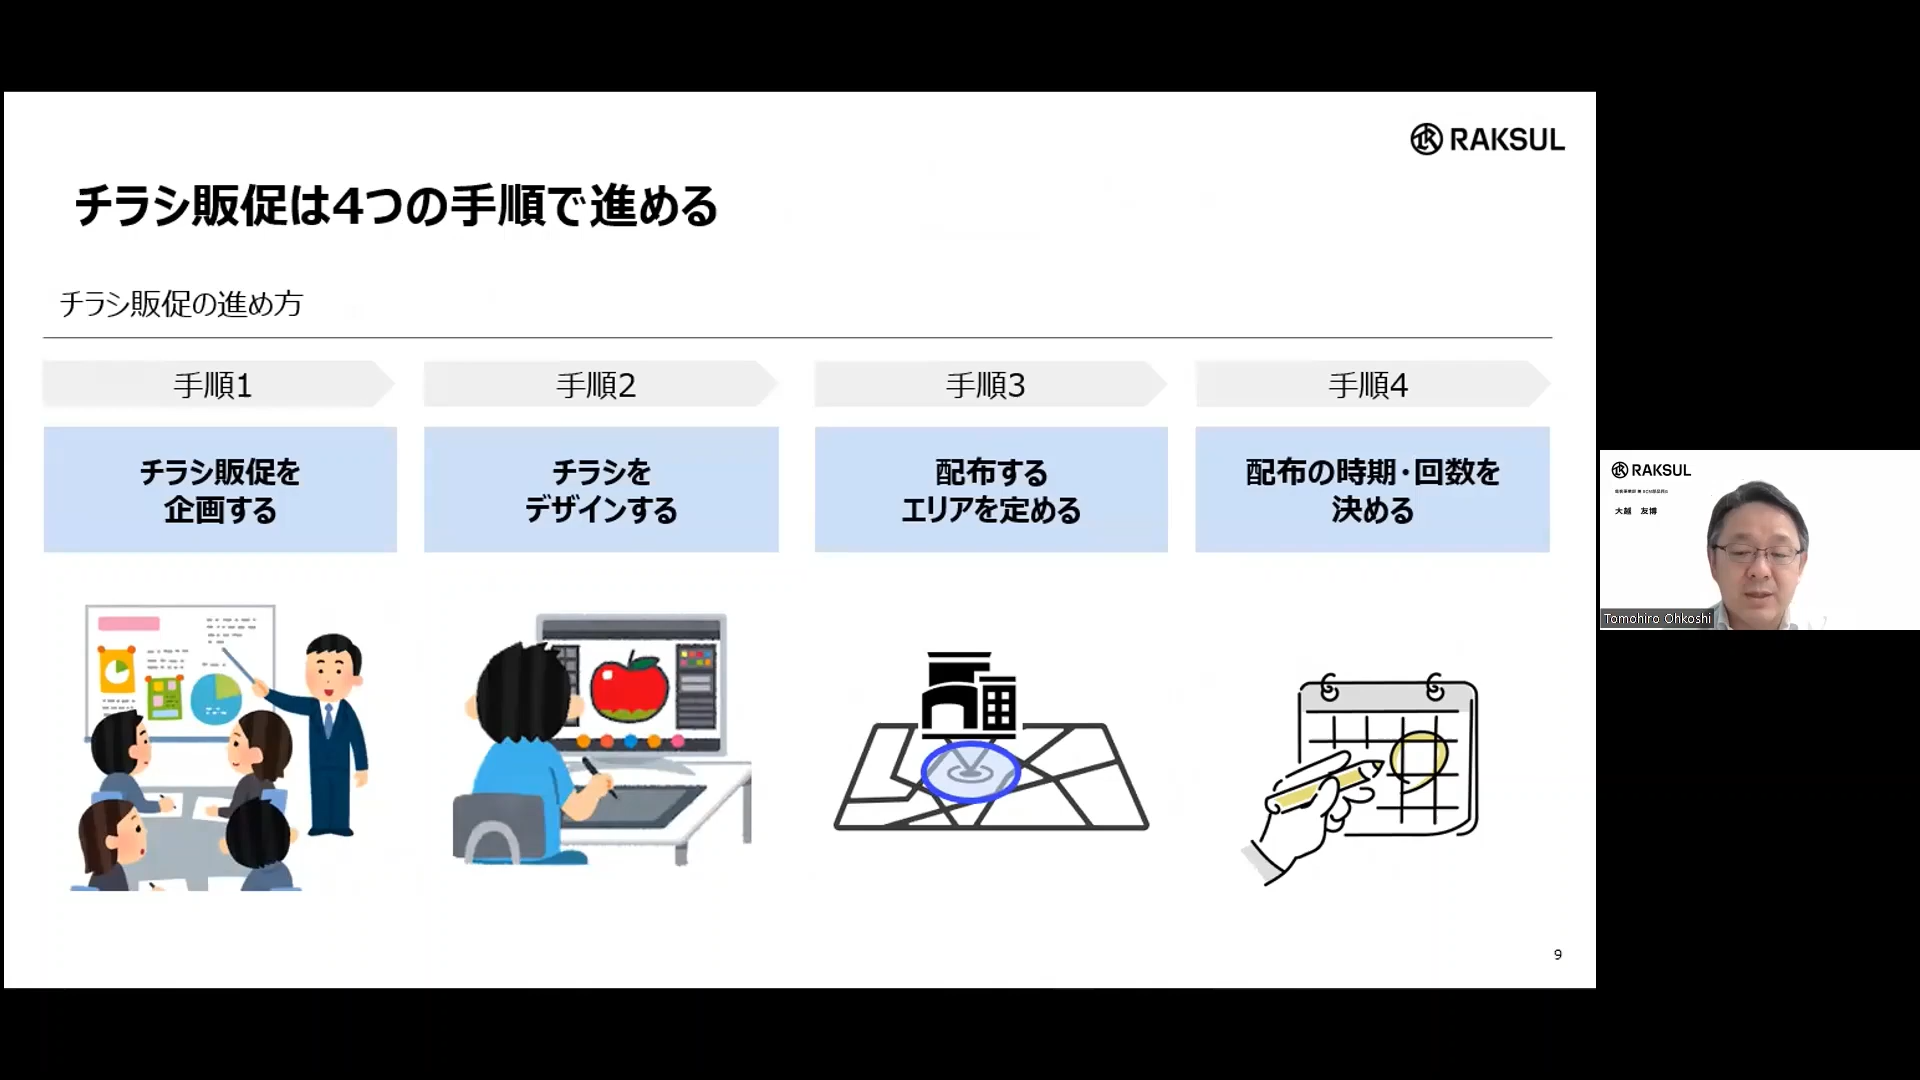 RAKSUL
チラシ販促は4つの手順で進める
チラシ販促の進め方
手順1
手順2
手順3
手順4
チラシ販促を
企画する
チラシを
デザインする
配布する
エリアを定める
配布の時期・回数を
決める
9
RAKSUL
大越 友博
Tomohiro Ohkoshi